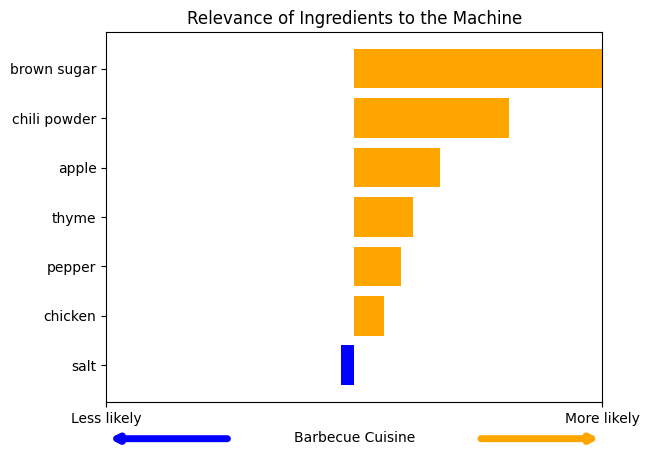 Relevance of Ingredients to the Machine
brown sugar
chili powder
apple
thyme
pepper
chicken
salt
Less likely
More likely
Barbecue Cuisine